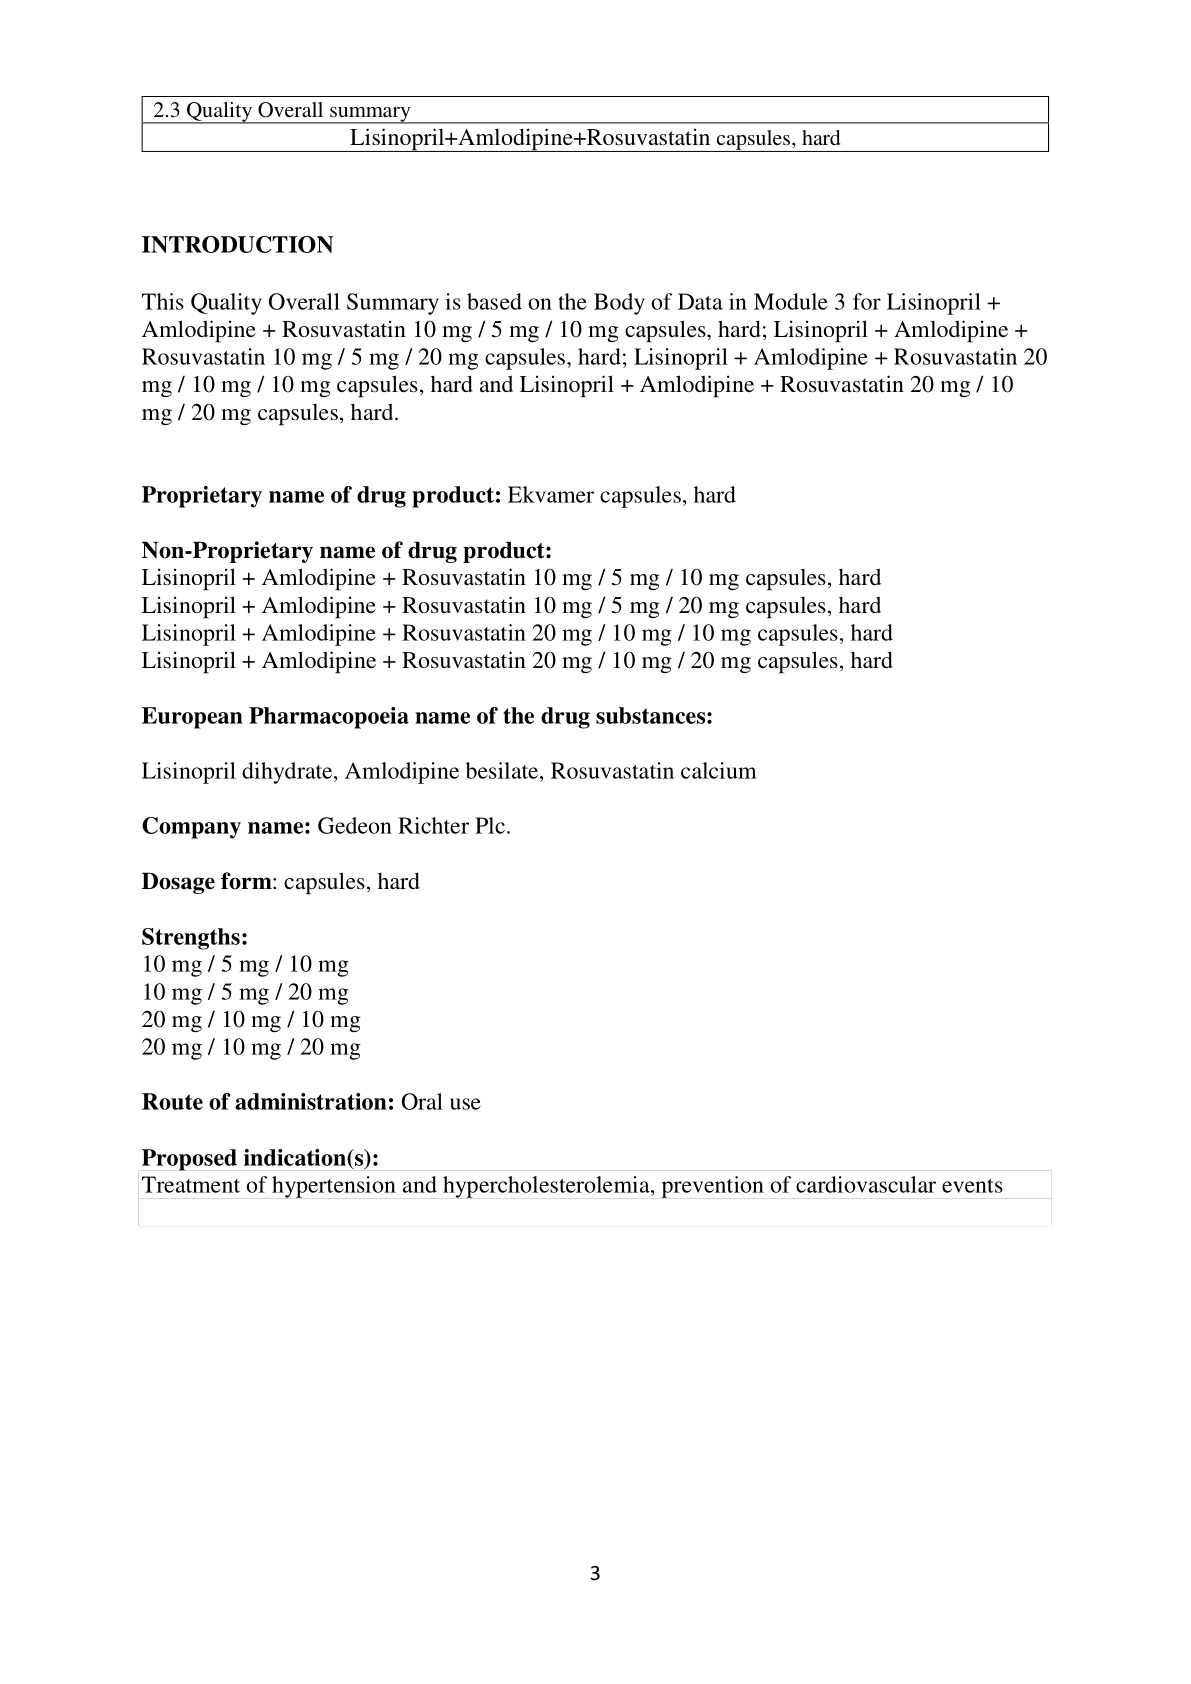 2.3 Quality Overall summary
Lisinopril+Amlodipine+Rosuvastatin capsules, hard
INTRODUCTION
This Quality Overall Summary is based on the Body of Data in Module 3 for Lisinopril +
Amlodipine + Rosuvastatin 10 mg / 5 mg / 10 mg capsules, hard; Lisinopril + Amlodipine +
Rosuvastatin 10 mg / 5 mg / 20 mg capsules, hard; Lisinopril + Amlodipine + Rosuvastatin 20
mg / 10 mg / 10 mg capsules, hard and Lisinopril + Amlodipine + Rosuvastatin 20 mg / 10
mg / 20 mg capsules, hard.
Proprietary name of drug product: Ekvamer capsules, hard
Non-Proprietary name of drug product:
Lisinopril + Amlodipine + Rosuvastatin 10 mg / 5 mg / 10 mg capsules, hard
Lisinopril + Amlodipine + Rosuvastatin 10 mg / 5 mg / 20 mg capsules, hard
Lisinopril + Amlodipine + Rosuvastatin 20 mg / 10 mg / 10 mg capsules, hard
Lisinopril + Amlodipine + Rosuvastatin 20 mg / 10 mg / 20 mg capsules, hard
European Pharmacopoeia name of the drug substances:
Lisinopril dihydrate, Amlodipine besilate, Rosuvastatin calcium
Company name: Gedeon Richter Plc.
Dosage form: capsules, hard
Strengths:
10 mg / 5 mg / 10 mg
10 mg / 5 mg / 20 mg
20 mg / 10 mg / 10 mg
20 mg / 10 mg / 20 mg
Route of administration: Oral use
Proposed indication(s):
Treatment of hypertension and hypercholesterolemia, prevention of cardiovascular events
3